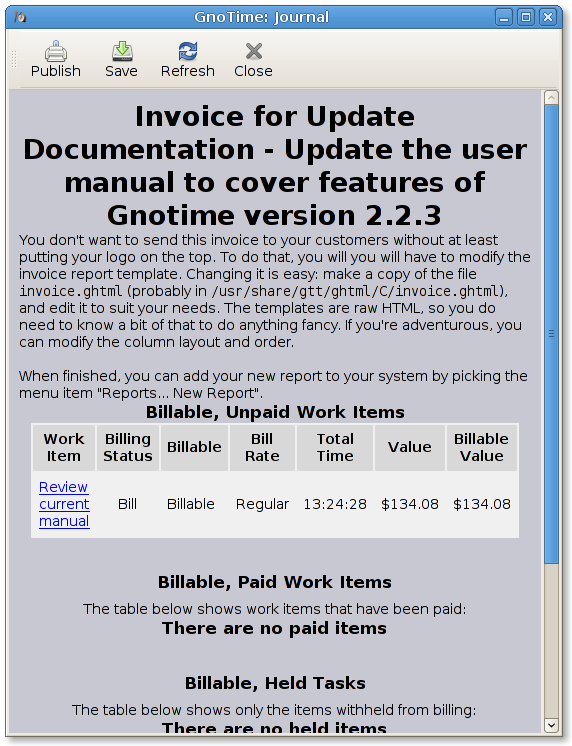 GnoTime: Journal
Publish Save Refresh Close
Invoice for Update
Documentation - Update the user
manual to cover features of
Gnotime version 2.2.3
You don't want to send this invoice to your customers without at least
putting your logo on the top. To do that, you will you will have to modify the
invoice report template. Changing it is easy: make a copy of the file
invoice.ghtml (probably in /usr/share/gtt/ghtml/C/invoice.ghtml),
and edit it to suit your needs. The templates are raw HTML, so you do
need to know a bit of that to do anything fancy. If you're adventurous, you
can modify the column layout and order.
When finished, you can add your new report to your system by picking the
menu item "Reports... New Report".
Billable, Unpaid Work Items
Work Item Billing Status Billable Bill Rate Total Time Value Billable Value
Review current manual Bill Billable Regular 13:24:28 $134.08 $134.08
Billable, Paid Work Items
The table below shows work items that have been paid:
There are no paid items
Billable, Held Tasks
The table below shows only the items withheld from billing:
There are no held items